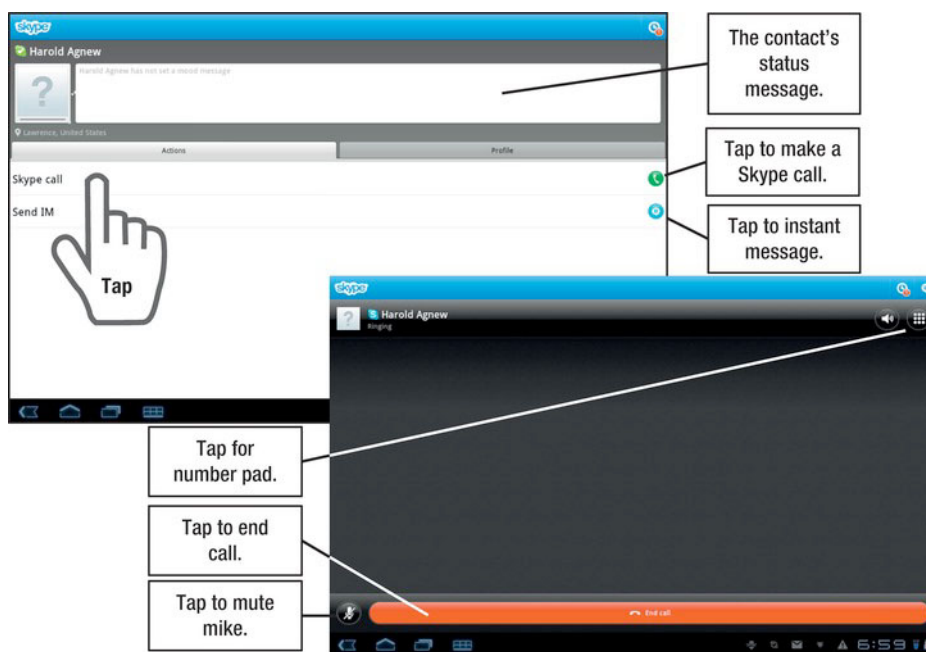 skype
Harold Agnew
Harold Agnew has not set a mood message
Lawrence, United States
Actions
Profile
Skype call
Send IM
Tap
The contact's
status
message.
Tap to make a
Skype call.
Tap to instant
message.
skype
Harold Agnew
Ringing
Tap for
number pad.
Tap to end
call.
Tap to mute
mike.
End call
6:59